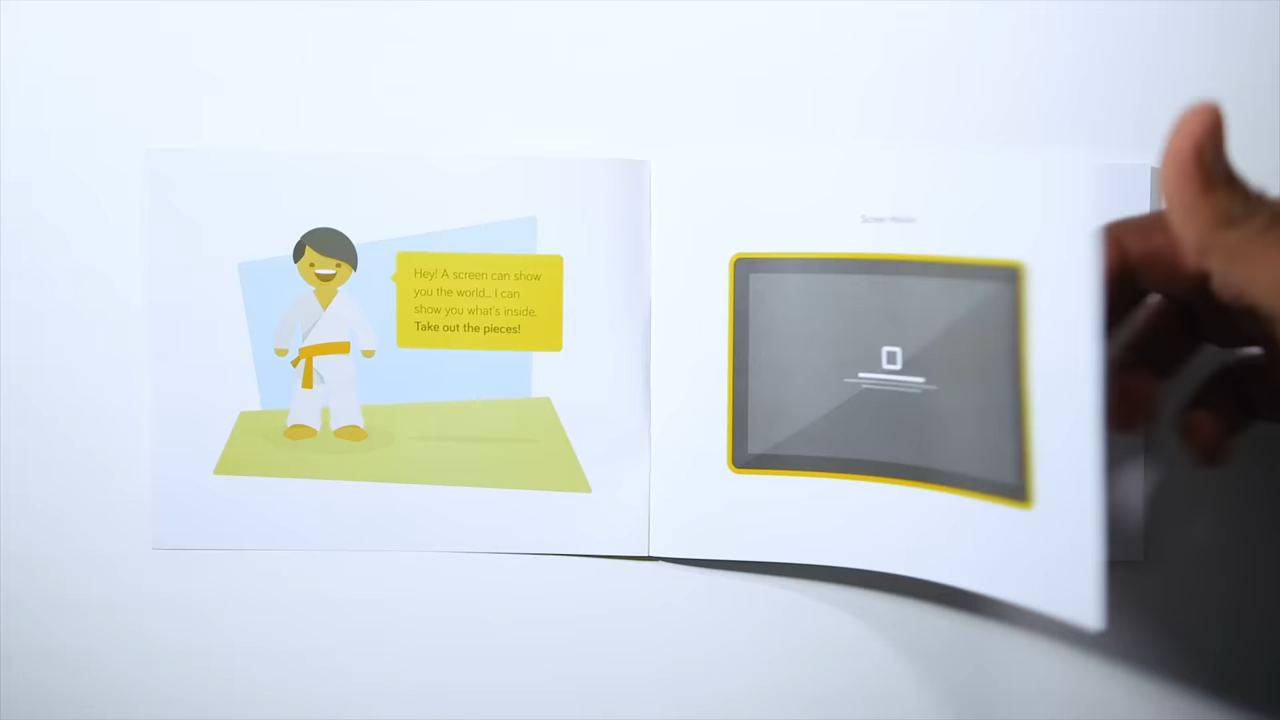 Hey! A screen can show
you the world... I can
show you what's inside.
Take out the pieces!